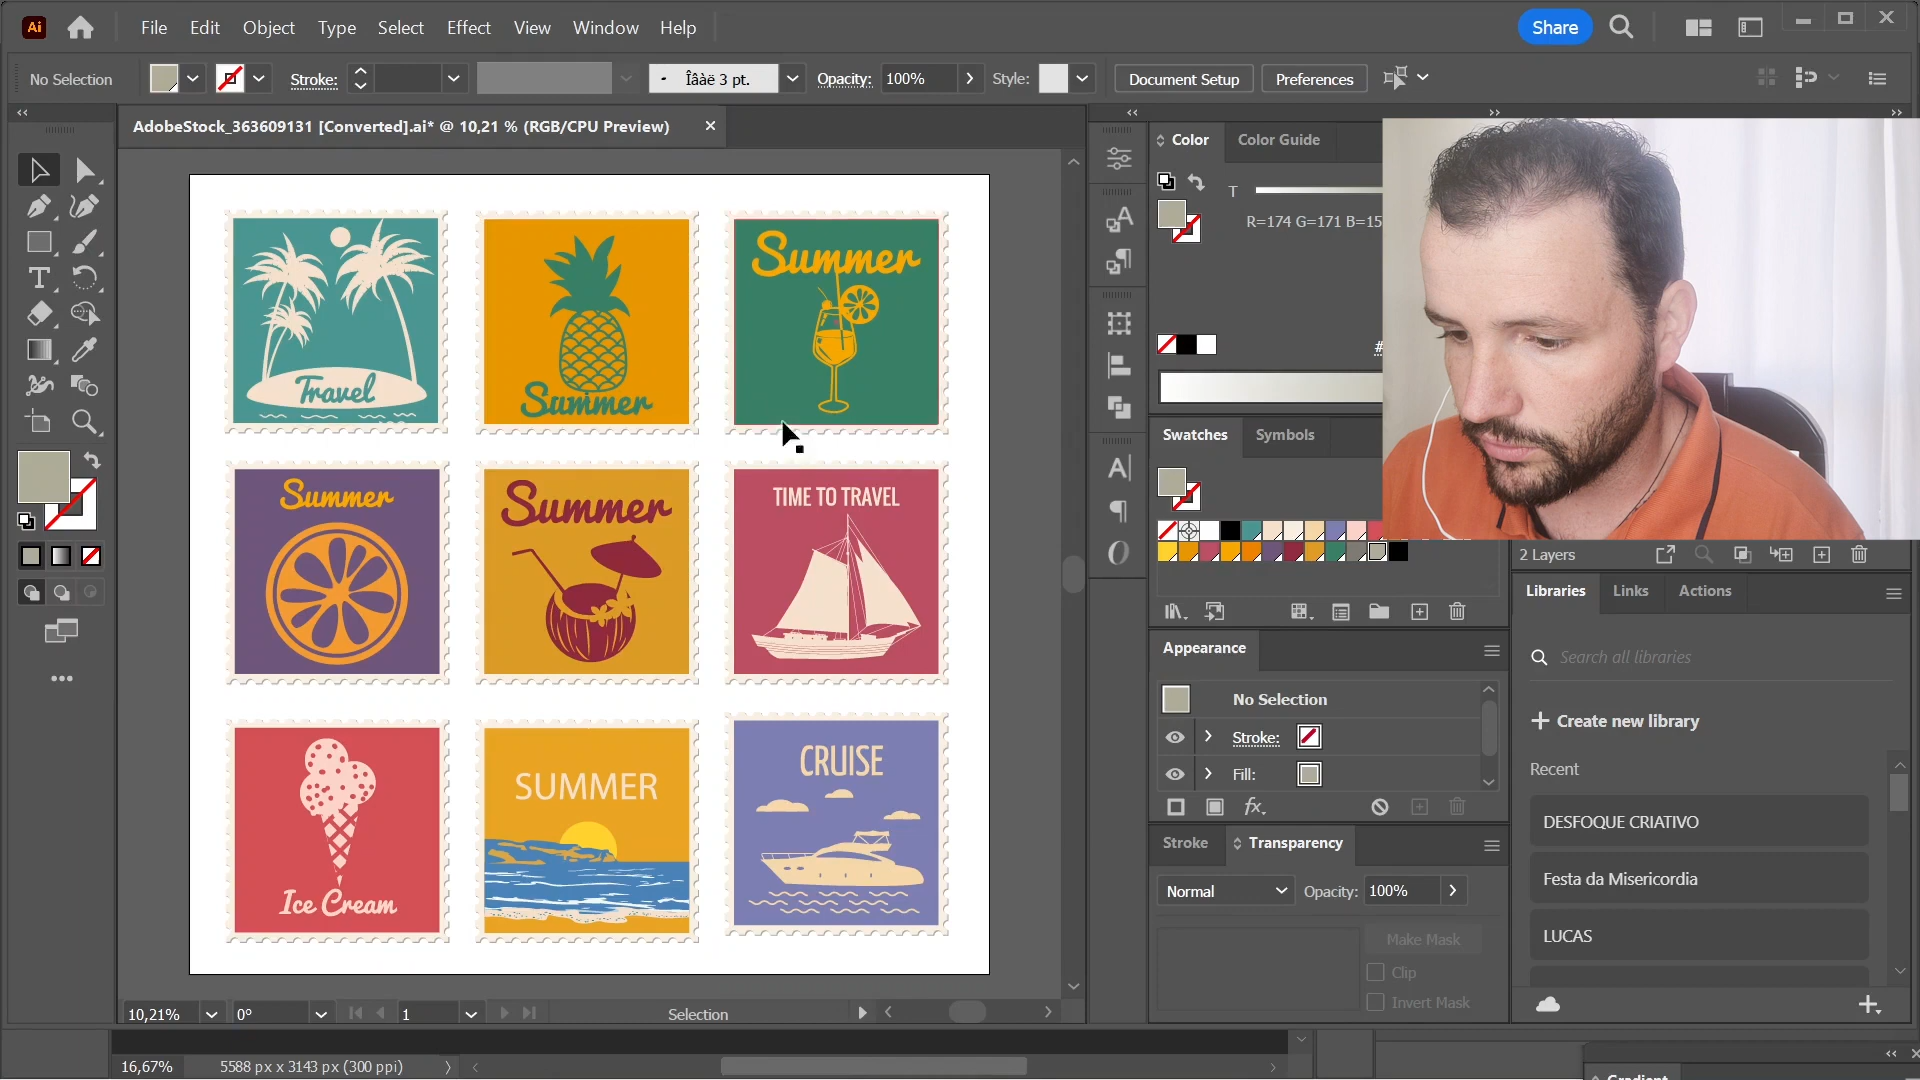 Ai File Edit Object Type Select Effect View Window Help Share
No Selection Stroke: Îâàë 3 pt. Opacity: 100% Style: Document Setup Preferences
AdobeStock_363609131 [Converted].ai* @ 10,21 % (RGB/CPU Preview)
Color Color Guide
T
R=174 G=171 B=15
#
Travel
Summer
Summer
Swatches Symbols
Summer
Summer
TIME TO TRAVEL
2 Layers
Libraries Links Actions
Search all libraries
Create new library
Recent
DESFOQUE CRIATIVO
Festa da Misericordia
LUCAS
Appearance
No Selection
Stroke:
Fill:
fx
Ice Cream
SUMMER
CRUISE
Stroke Transparency
Normal Opacity: 100%
Make Mask
Clip
Invert Mask
10,21% 0° 1 Selection
16,67% 5588 px x 3143 px (300 ppi)
Gradient